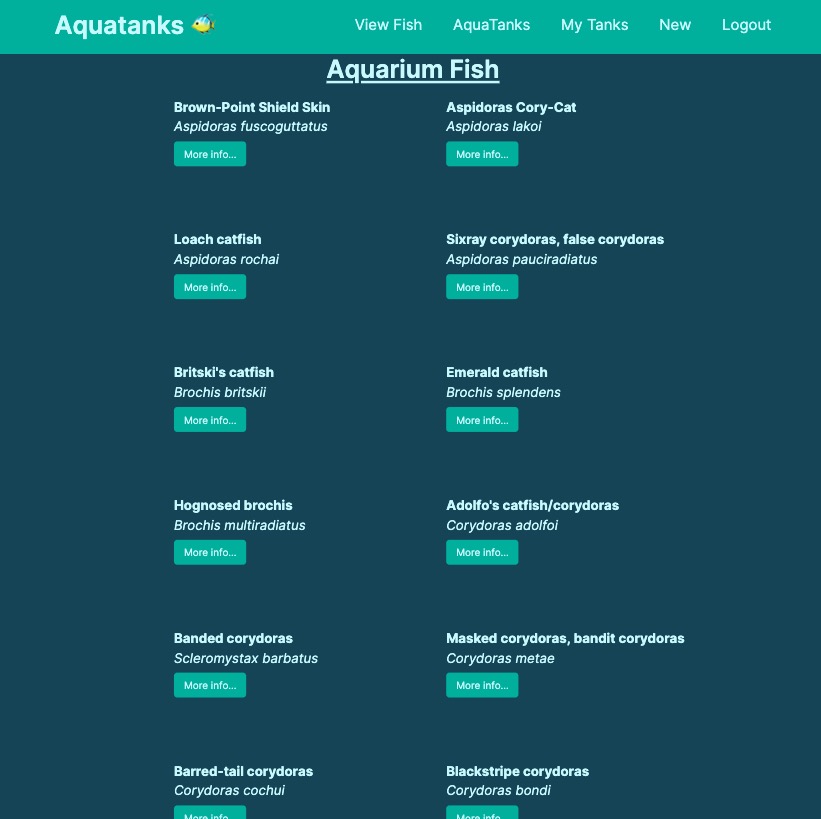 Aquatanks 🐠
View Fish
AquaTanks
My Tanks
New
Logout
Aquarium Fish
Brown-Point Shield Skin
Aspidoras fuscoguttatus
More info...
Aspidoras Cory-Cat
Aspidoras lakoi
More info...
Loach catfish
Aspidoras rochai
More info...
Sixray corydoras, false corydoras
Aspidoras pauciradiatus
More info...
Britski's catfish
Brochis britskii
More info...
Emerald catfish
Brochis splendens
More info...
Hognosed brochis
Brochis multiradiatus
More info...
Adolfo's catfish/corydoras
Corydoras adolfoi
More info...
Banded corydoras
Scleromystax barbatus
More info...
Masked corydoras, bandit corydoras
Corydoras metae
More info...
Barred-tail corydoras
Corydoras cochui
More info...
Blackstripe corydoras
Corydoras bondi
More info...